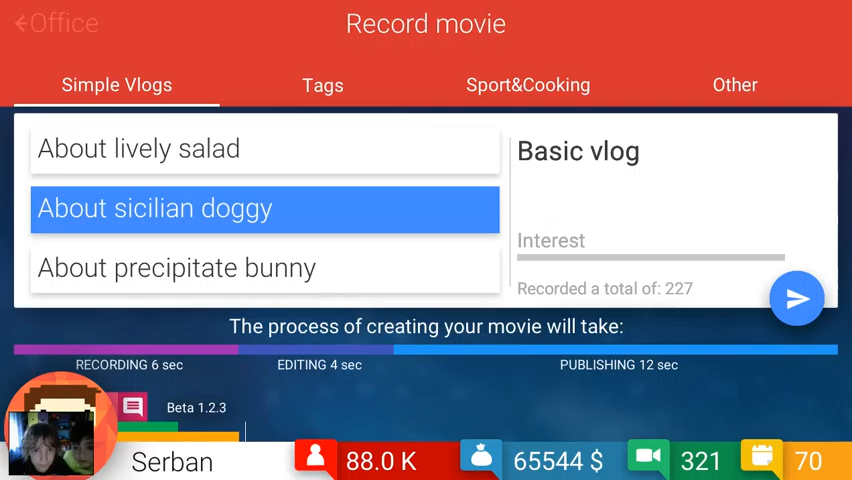 Office
Record movie
Simple Vlogs
Tags
Sport&Cooking
Other
About lively salad
About sicilian doggy
About precipitate bunny
Basic vlog
Interest
Recorded a total of: 227
The process of creating your movie will take:
RECORDING 6 sec
EDITING 4 sec
PUBLISHING 12 sec
Beta 1.2.3
Serban
88.0 K
65544 $
321
70